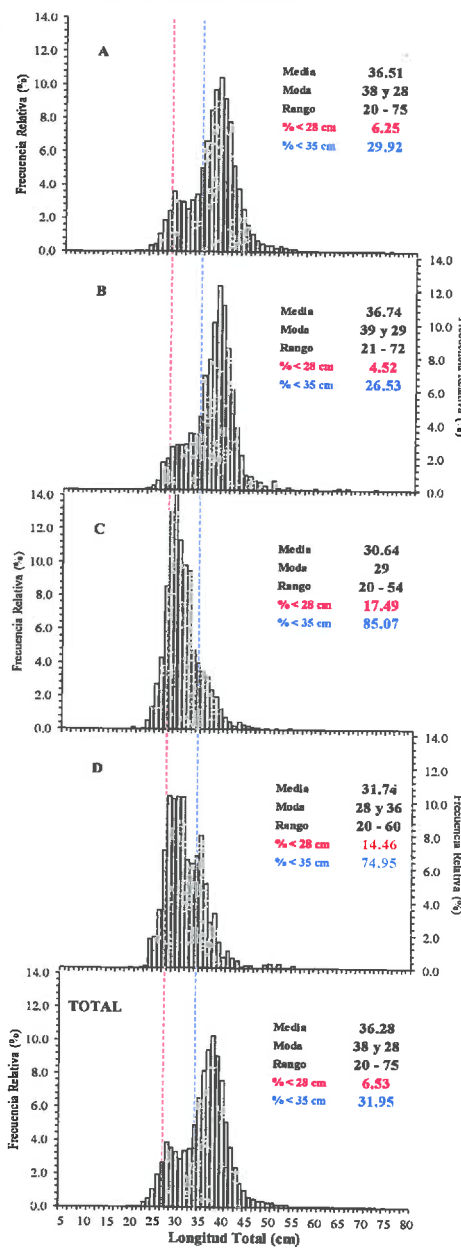 14.0
12.0
10.0
8.0
6.0
4.0
2.0
0.0
Frecuencia Relativa (%)
A
Media 36.51
Moda 38 y 28
Rango 20 - 75
% < 28 cm 6.25
% < 35 cm 29.92
B
Media 36.74
Moda 39 y 29
Rango 21 - 72
% < 28 cm 4.52
% < 35 cm 26.53
14.0
12.0
10.0
8.0
6.0
4.0
2.0
0.0
14.0
12.0
10.0
8.0
6.0
4.0
2.0
0.0
Frecuencia Relativa (%)
C
Media 30.64
Moda 29
Rango 20 - 54
% < 28 cm 17.49
% < 35 cm 85.07
D
Media 31.74
Moda 28 y 36
Rango 20 - 60
% < 28 cm 14.46
% < 35 cm 74.95
14.0
12.0
10.0
8.0
6.0
4.0
2.0
0.0
Frecuencia Relativa (%)
14.0
12.0
10.0
8.0
6.0
4.0
2.0
0.0
Frecuencia Relativa (%)
TOTAL
Media 36.28
Moda 38 y 28
Rango 20 - 75
% < 28 cm 6.53
% < 35 cm 31.95
5 10 15 20 25 30 35 40 45 50 55 60 65 70 75 80
Longitud Total (cm)